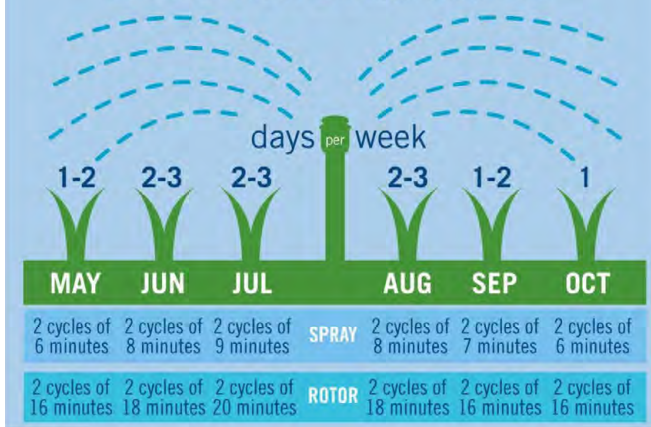 days per week
1-2 2-3 2-3 2-3 1-2 1
MAY JUN JUL AUG SEP OCT
2 cycles of 2 cycles of 2 cycles of SPRAY 2 cycles of 2 cycles of 2 cycles of
6 minutes 8 minutes 9 minutes 8 minutes 7 minutes 6 minutes
2 cycles of 2 cycles of 2 cycles of ROTOR 2 cycles of 2 cycles of 2 cycles of
16 minutes 18 minutes 20 minutes 18 minutes 16 minutes 16 minutes